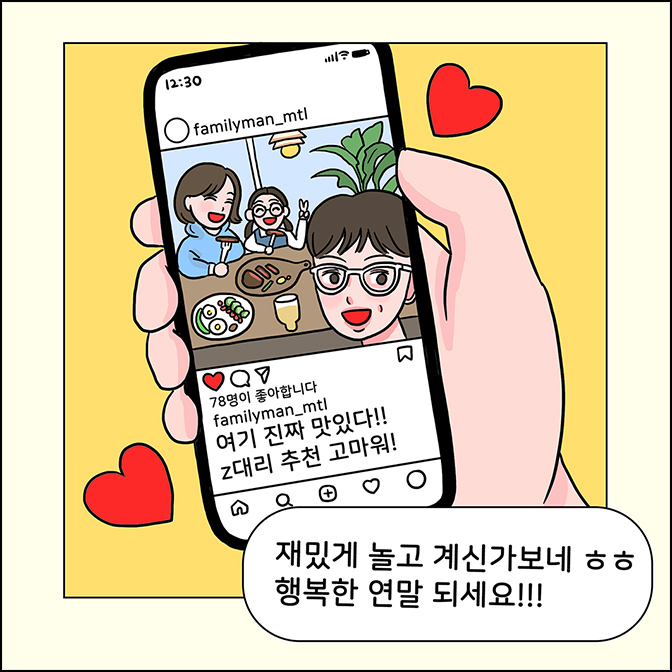 12:30
familyman_mtl
78명이 좋아합니다
familyman_mtl
여기 진짜 맛있다!!
z대리 추천 고마워!
재밌게 놀고 계신가보네 ㅎㅎ
행복한 연말 되세요!!!